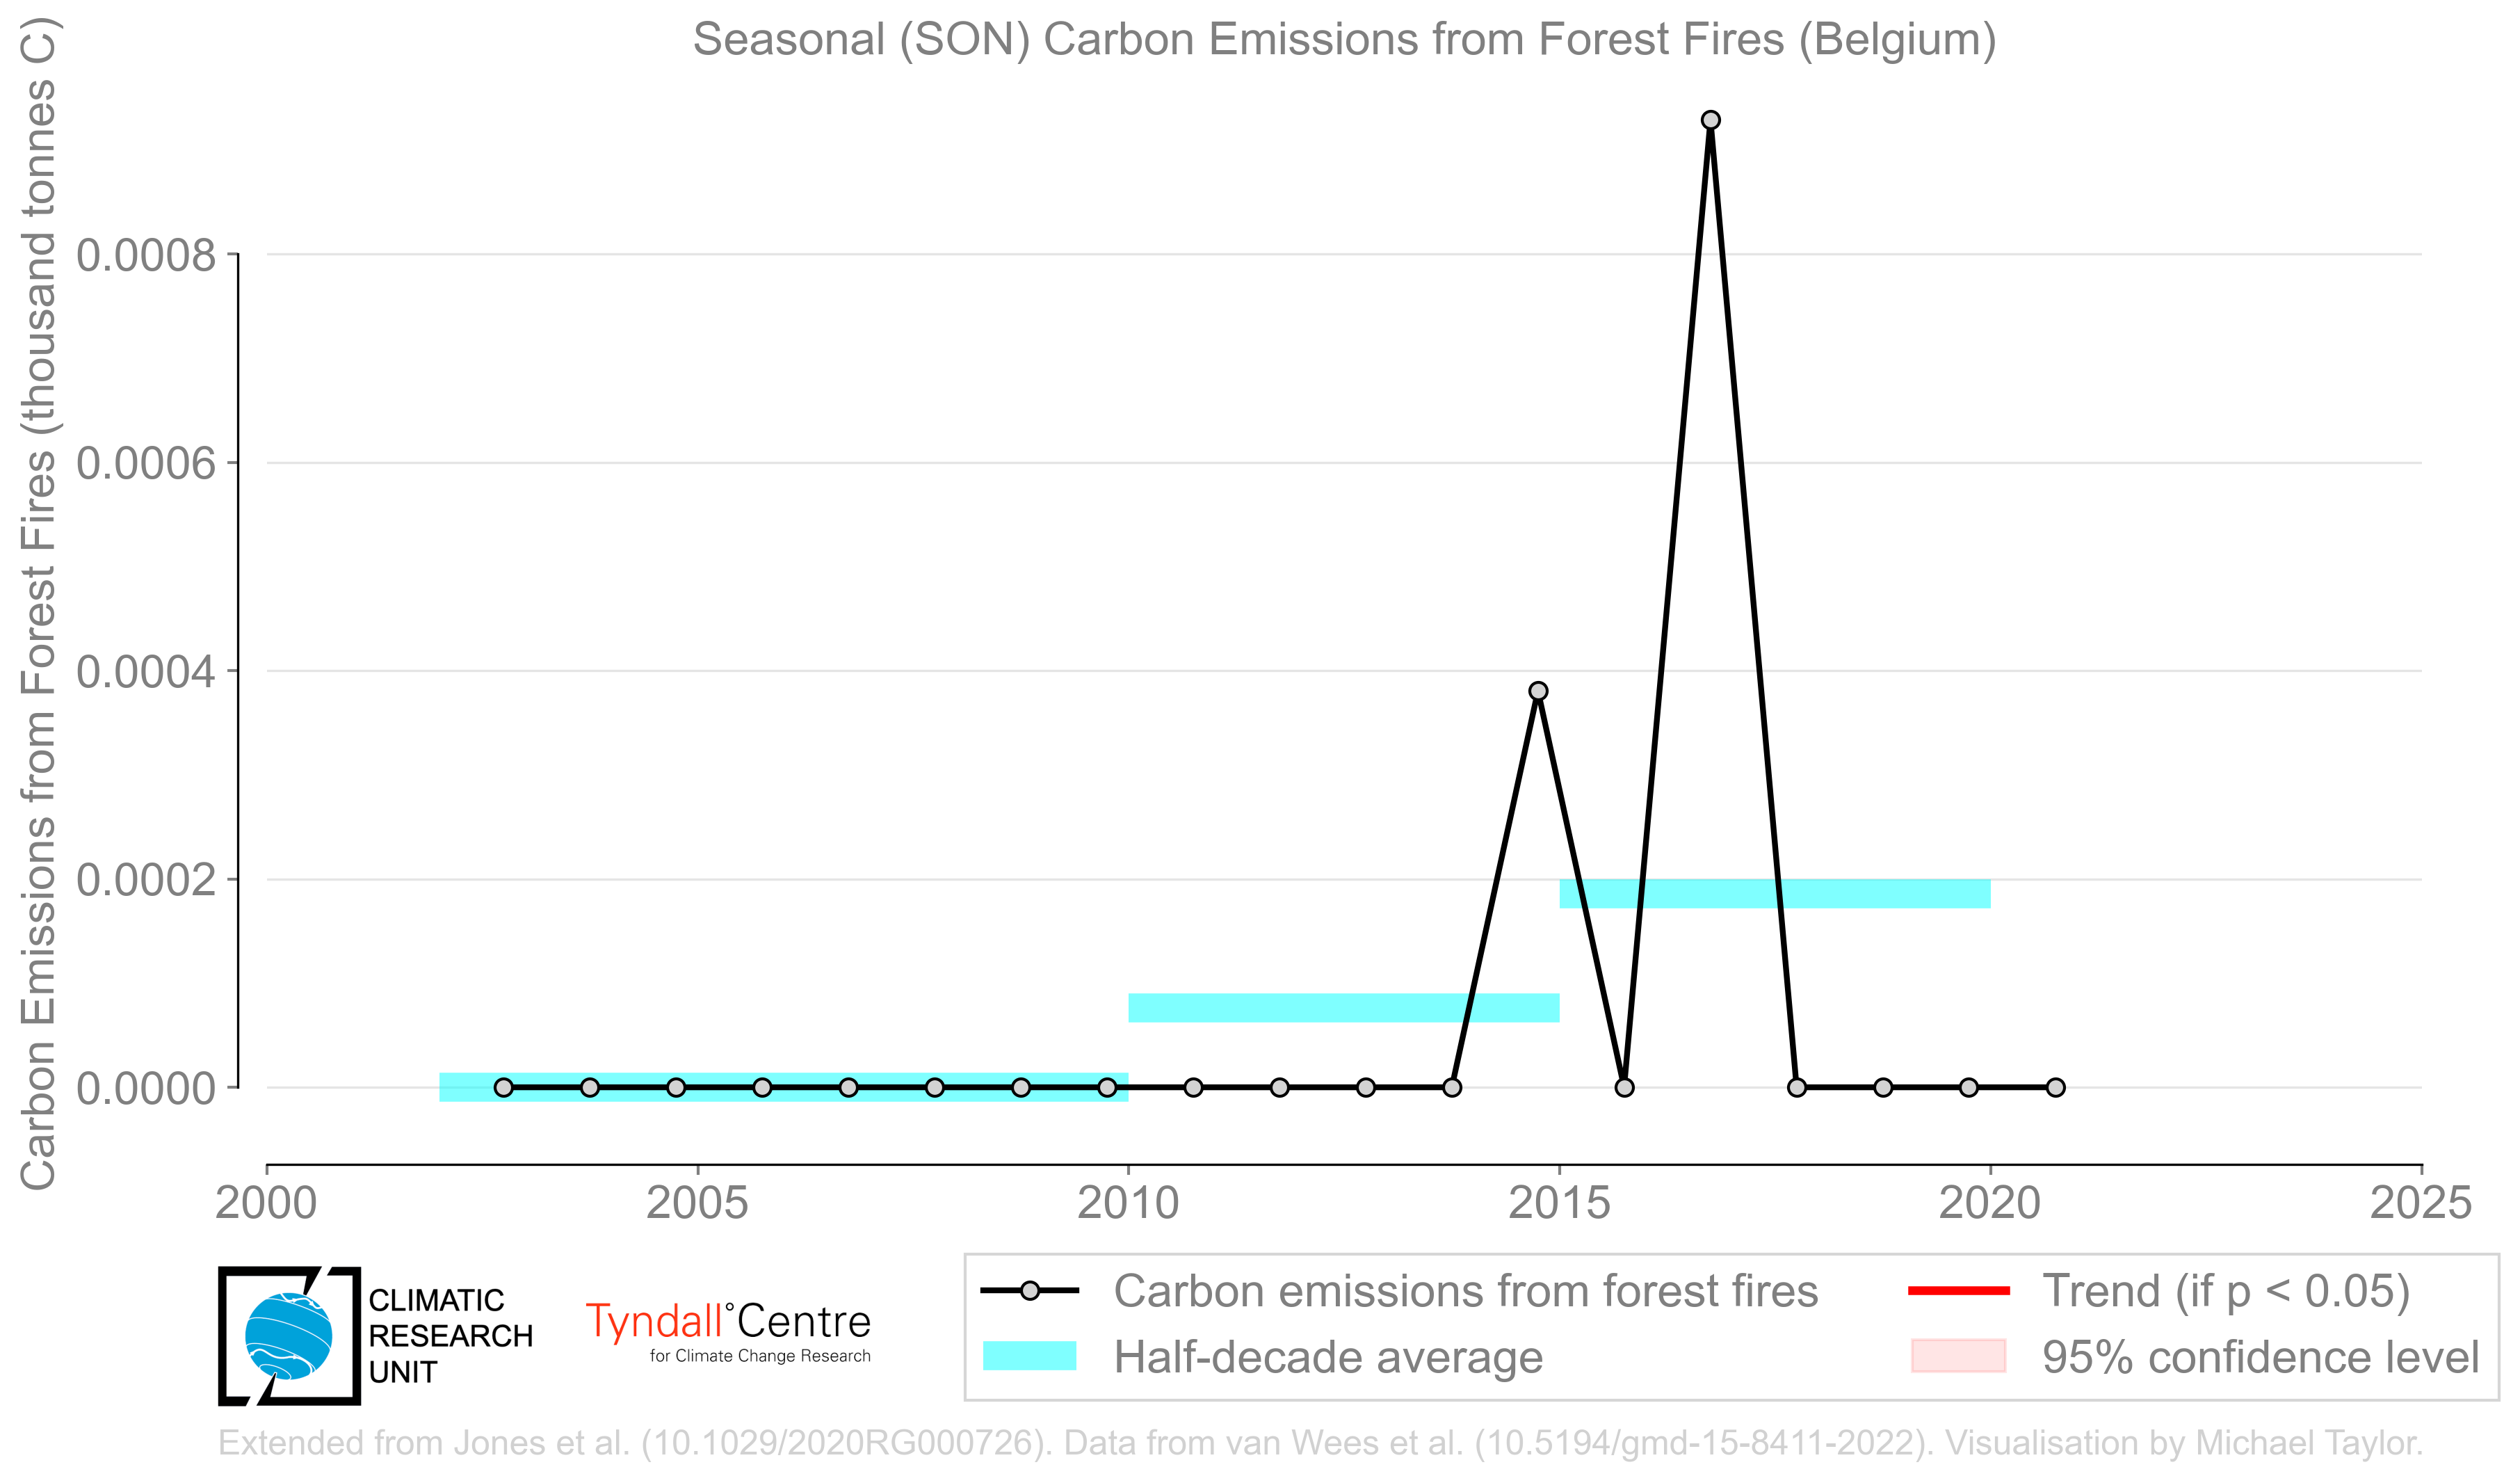 Seasonal (SON) Carbon Emissions from Forest Fires (Belgium)
Carbon Emissions from Forest Fires (thousand tonnes C)
0.0008
0.0006
0.0004
0.0002
0.0000
2000 2005 2010 2015 2020 2025
CLIMATIC
RESEARCH
UNIT
Tyndall°Centre
for Climate Change Research
Carbon emissions from forest fires
Half-decade average
Trend (if p < 0.05)
95% confidence level
Extended from Jones et al. (10.1029/2020RG000726). Data from van Wees et al. (10.5194/gmd-15-8411-2022). Visualisation by Michael Taylor.